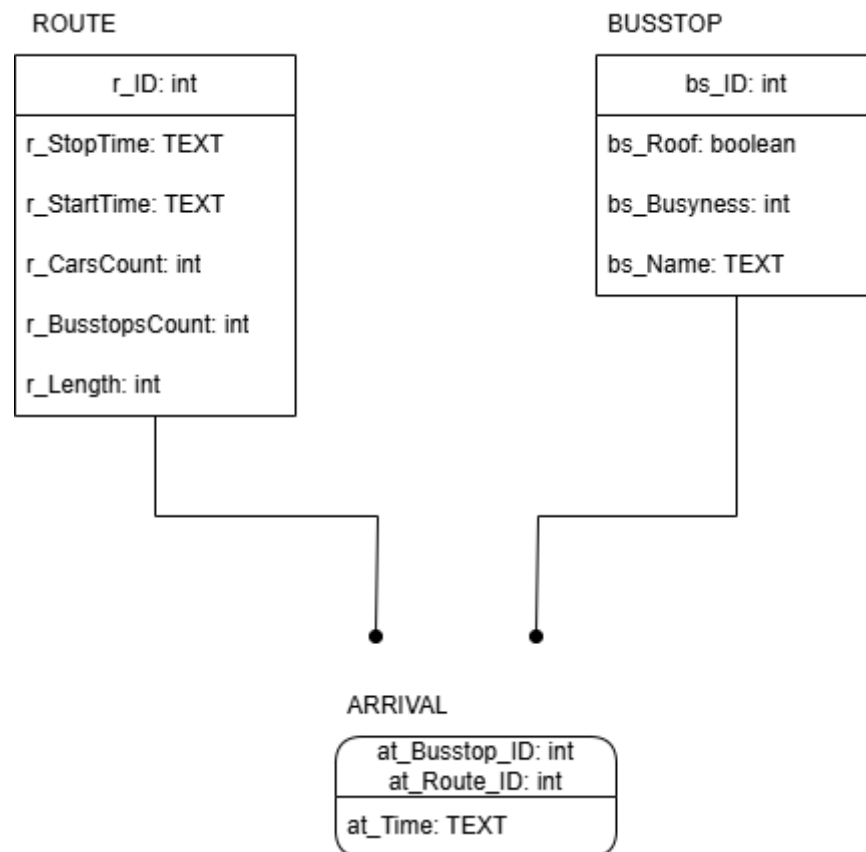 ROUTE
r_ID: int
r_StopTime: TEXT
r_StartTime: TEXT
r_CarsCount: int
r_BusstopsCount: int
r_Length: int
BUSSTOP
bs_ID: int
bs_Roof: boolean
bs_Busyness: int
bs_Name: TEXT
ARRIVAL
at_Busstop_ID: int
at_Route_ID: int
at_Time: TEXT